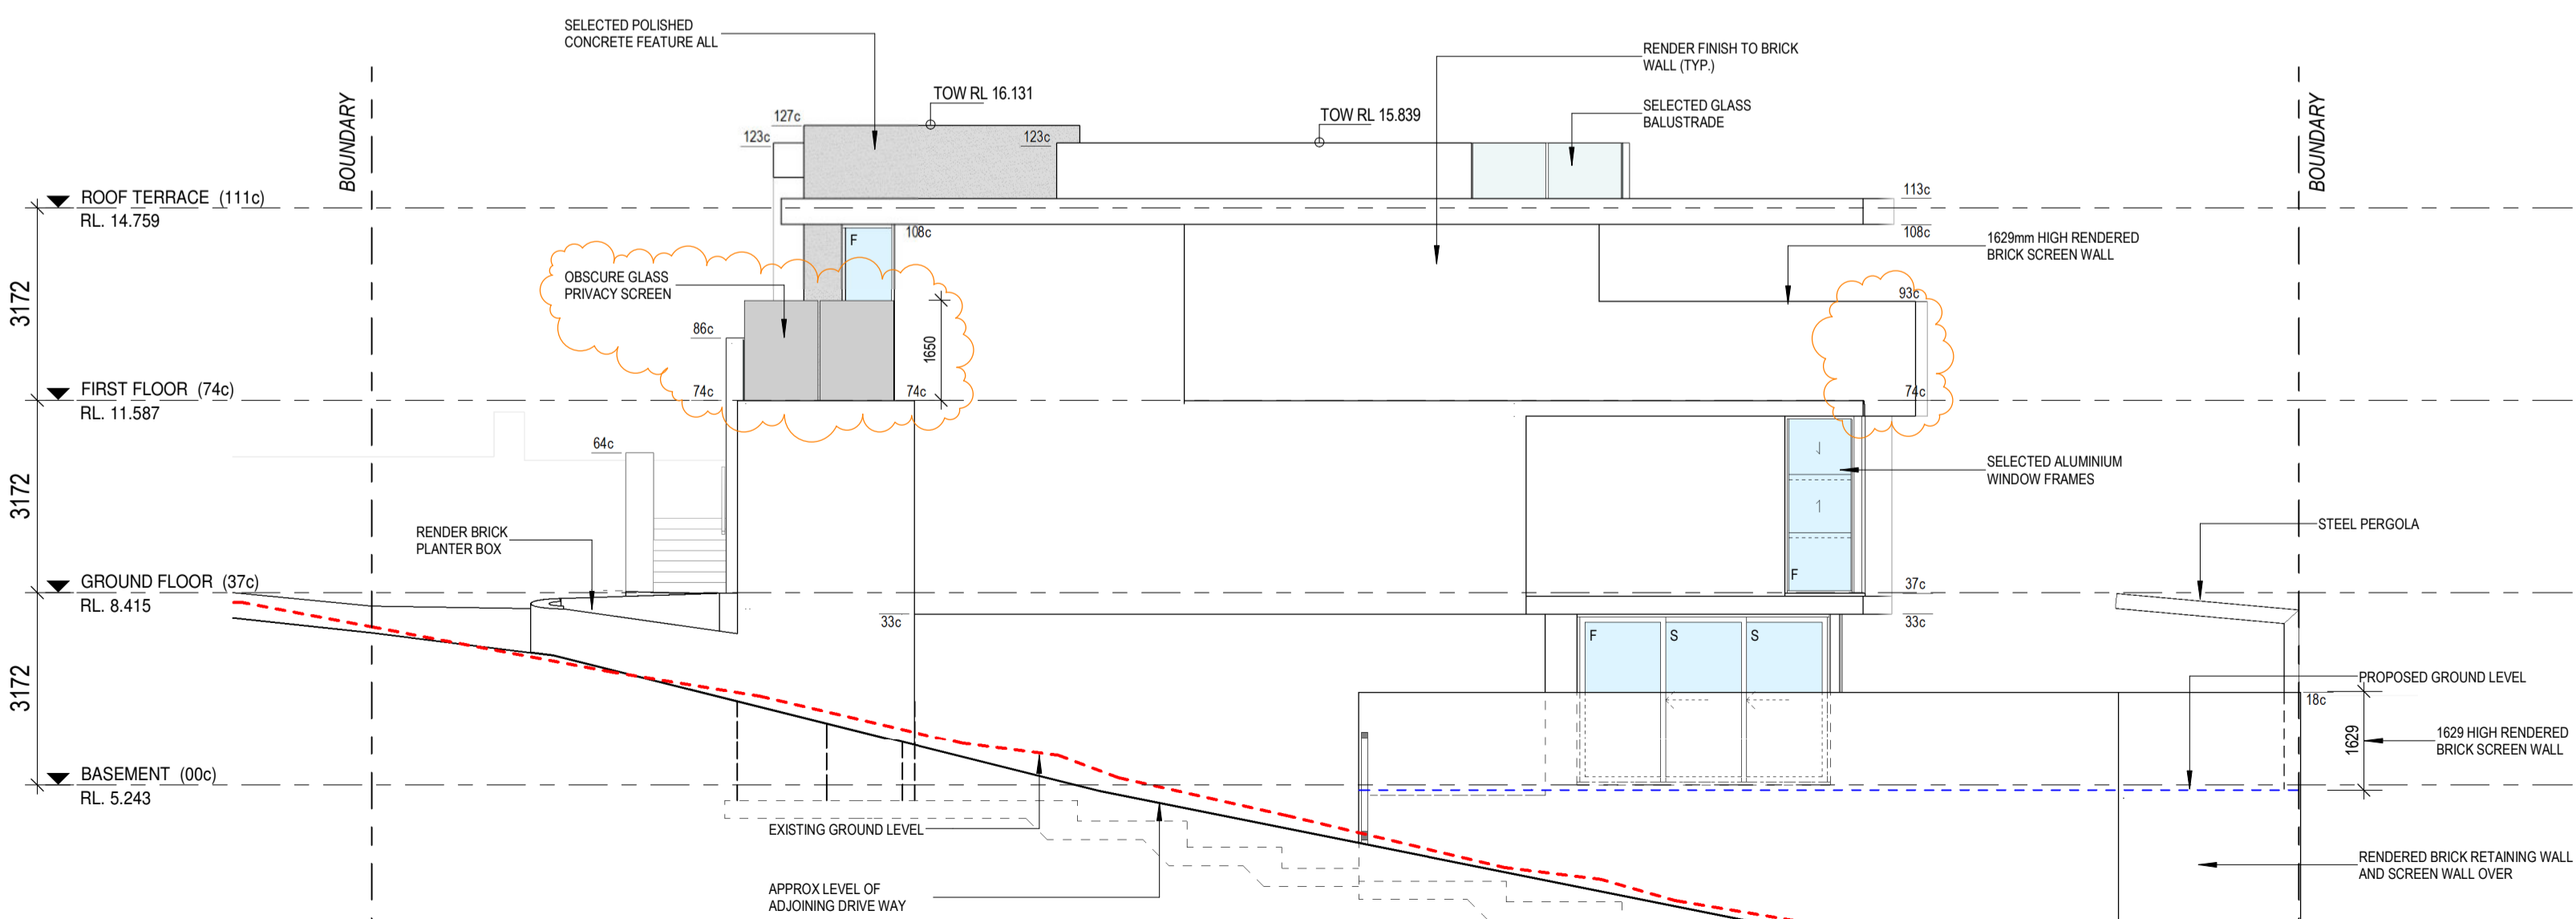 SELECTED POLISHED
CONCRETE FEATURE ALL
RENDER FINISH TO BRICK
WALL (TYP.)
BOUNDARY
TOW RL 16.131
TOW RL 15.839
SELECTED GLASS
BALUSTRADE
BOUNDARY
127c
123c
123c
ROOF TERRACE (111c)
RL. 14.759
113c
108c
108c
F
1629mm HIGH RENDERED
BRICK SCREEN WALL
OBSCURE GLASS
PRIVACY SCREEN
3172
93c
86c
1650
FIRST FLOOR (74c)
RL. 11.587
74c
74c
74c
64c
SELECTED ALUMINIUM
WINDOW FRAMES
3172
RENDER BRICK
PLANTER BOX
STEEL PERGOLA
F
GROUND FLOOR (37c)
RL. 8.415
37c
33c
33c
F
S
S
3172
PROPOSED GROUND LEVEL
18c
1629
1629 HIGH RENDERED
BRICK SCREEN WALL
BASEMENT (00c)
RL. 5.243
EXISTING GROUND LEVEL
APPROX LEVEL OF
ADJOINING DRIVE WAY
RENDERED BRICK RETAINING WALL
AND SCREEN WALL OVER